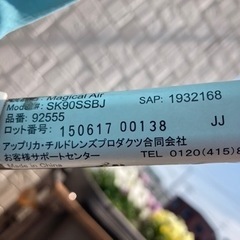 Magical Air
Model#: SK90SSBJ SAP: 1932168
品番: 92555
ロット番号: 150617 00138 JJ
アップリカ・チルドレンズプロダクツ合同会社
お客様サポートセンター TEL 0120(415)8
Made in China